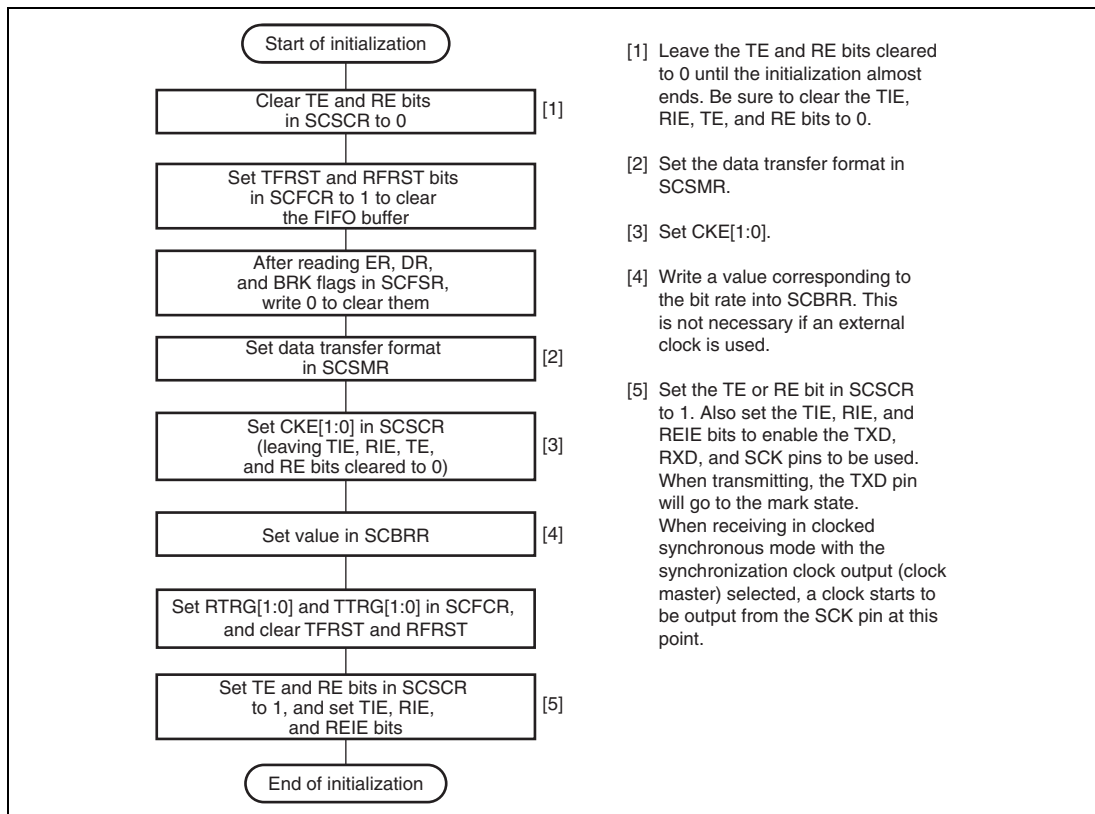 Start of initialization
Clear TE and RE bits
in SCSCR to 0
[1]
Set TFRST and RFRST bits
in SCFCR to 1 to clear
the FIFO buffer
After reading ER, DR,
and BRK flags in SCFSR,
write 0 to clear them
Set data transfer format
in SCSMR
[2]
Set CKE[1:0] in SCSCR
(leaving TIE, RIE, TE,
and RE bits cleared to 0)
[3]
Set value in SCBRR
[4]
Set RTRG[1:0] and TTRG[1:0] in SCFCR,
and clear TFRST and RFRST
Set TE and RE bits in SCSCR
to 1, and set TIE, RIE,
and REIE bits
[5]
End of initialization
[1] Leave the TE and RE bits cleared
to 0 until the initialization almost
ends. Be sure to clear the TIE,
RIE, TE, and RE bits to 0.
[2] Set the data transfer format in
SCSMR.
[3] Set CKE[1:0].
[4] Write a value corresponding to
the bit rate into SCBRR. This
is not necessary if an external
clock is used.
[5] Set the TE or RE bit in SCSCR
to 1. Also set the TIE, RIE, and
REIE bits to enable the TXD,
RXD, and SCK pins to be used.
When transmitting, the TXD pin
will go to the mark state.
When receiving in clocked
synchronous mode with the
synchronization clock output (clock
master) selected, a clock starts to
be output from the SCK pin at this
point.